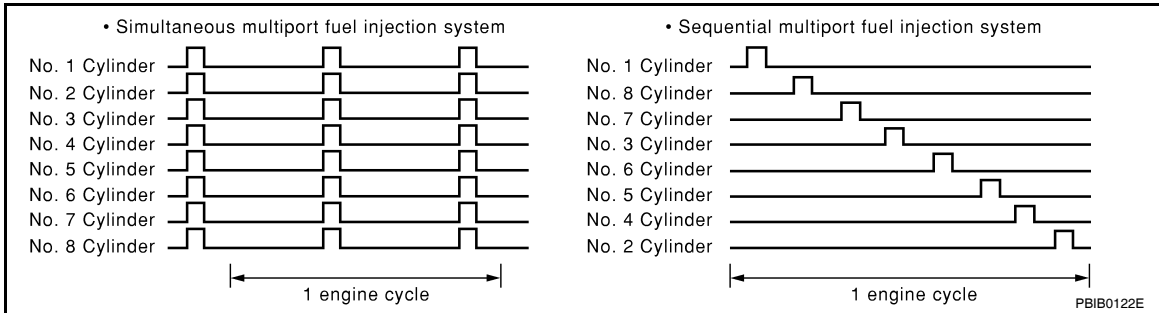 • Simultaneous multiport fuel injection system
No. 1 Cylinder
No. 2 Cylinder
No. 3 Cylinder
No. 4 Cylinder
No. 5 Cylinder
No. 6 Cylinder
No. 7 Cylinder
No. 8 Cylinder
1 engine cycle
• Sequential multiport fuel injection system
No. 1 Cylinder
No. 8 Cylinder
No. 7 Cylinder
No. 3 Cylinder
No. 6 Cylinder
No. 5 Cylinder
No. 4 Cylinder
No. 2 Cylinder
1 engine cycle
PBIB0122E